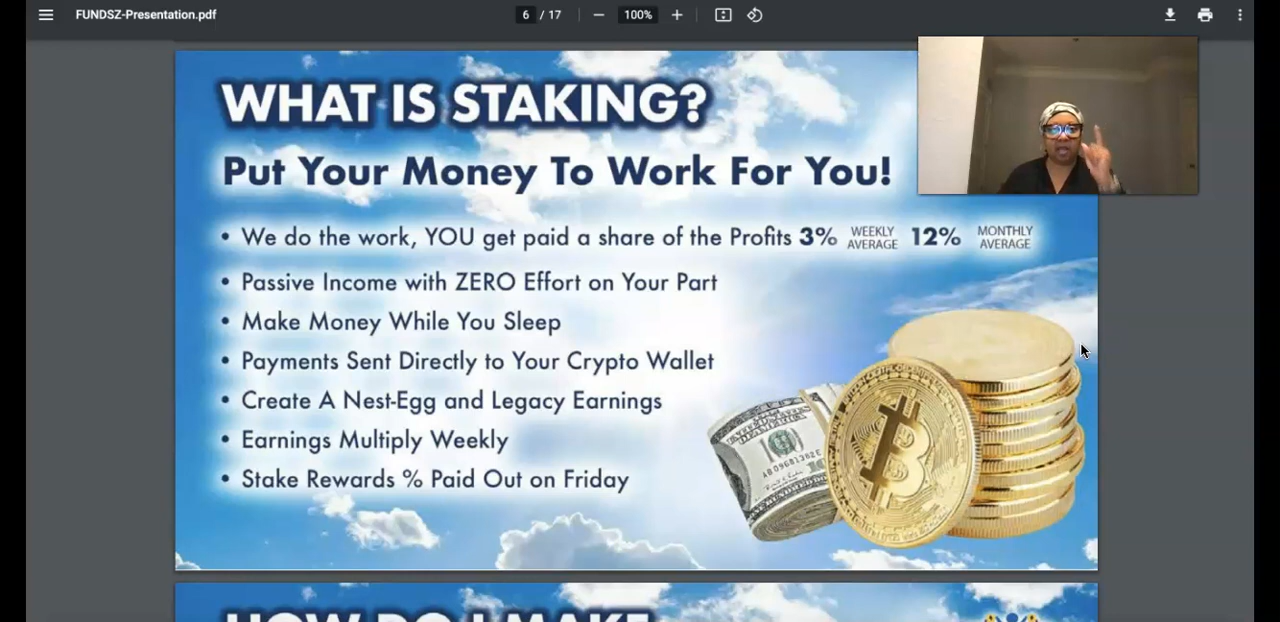 FUNDSZ-Presentation.pdf
6 / 17
100%
WHAT IS STAKING?
Put Your Money To Work For You!
• We do the work, YOU get paid a share of the Profits 3% WEEKLY AVERAGE 12% MONTHLY AVERAGE
• Passive Income with ZERO Effort on Your Part
• Make Money While You Sleep
• Payments Sent Directly to Your Crypto Wallet
• Create A Nest-Egg and Legacy Earnings
• Earnings Multiply Weekly
• Stake Rewards % Paid Out on Friday
HOW DO I MAKE